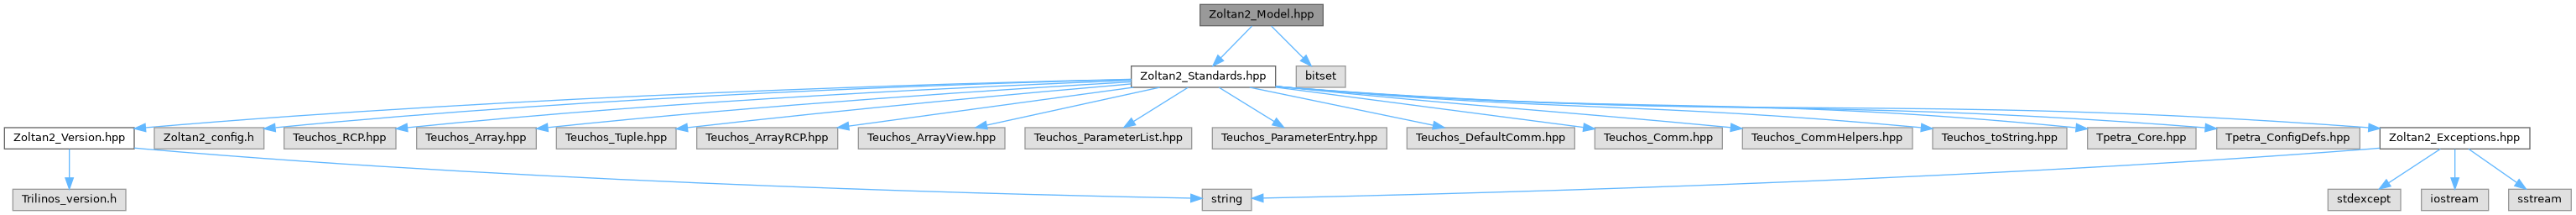 Zoltan2_Model.hpp
Zoltan2_Standards.hpp
bitset
Zoltan2_Version.hpp
Zoltan2_config.h
Teuchos_RCP.hpp
Teuchos_Array.hpp
Teuchos_Tuple.hpp
Teuchos_ArrayRCP.hpp
Teuchos_ArrayView.hpp
Teuchos_ParameterList.hpp
Teuchos_ParameterEntry.hpp
Teuchos_DefaultComm.hpp
Teuchos_Comm.hpp
Teuchos_CommHelpers.hpp
Teuchos_toString.hpp
Tpetra_Core.hpp
Tpetra_ConfigDefs.hpp
Zoltan2_Exceptions.hpp
Trilinos_version.h
string
stdexcept
iostream
sstream